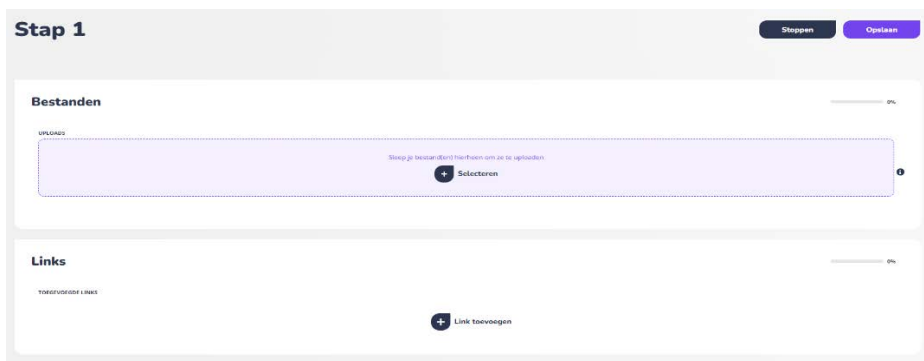 Stap 1
Stoppen
Opslaan
Bestanden
0%
UPLOADS
Sleep je bestand(en) hierheen om ze te uploaden
+ Selecteren
Links
0%
TOEGEVOEGDE LINKS
+ Link toevoegen